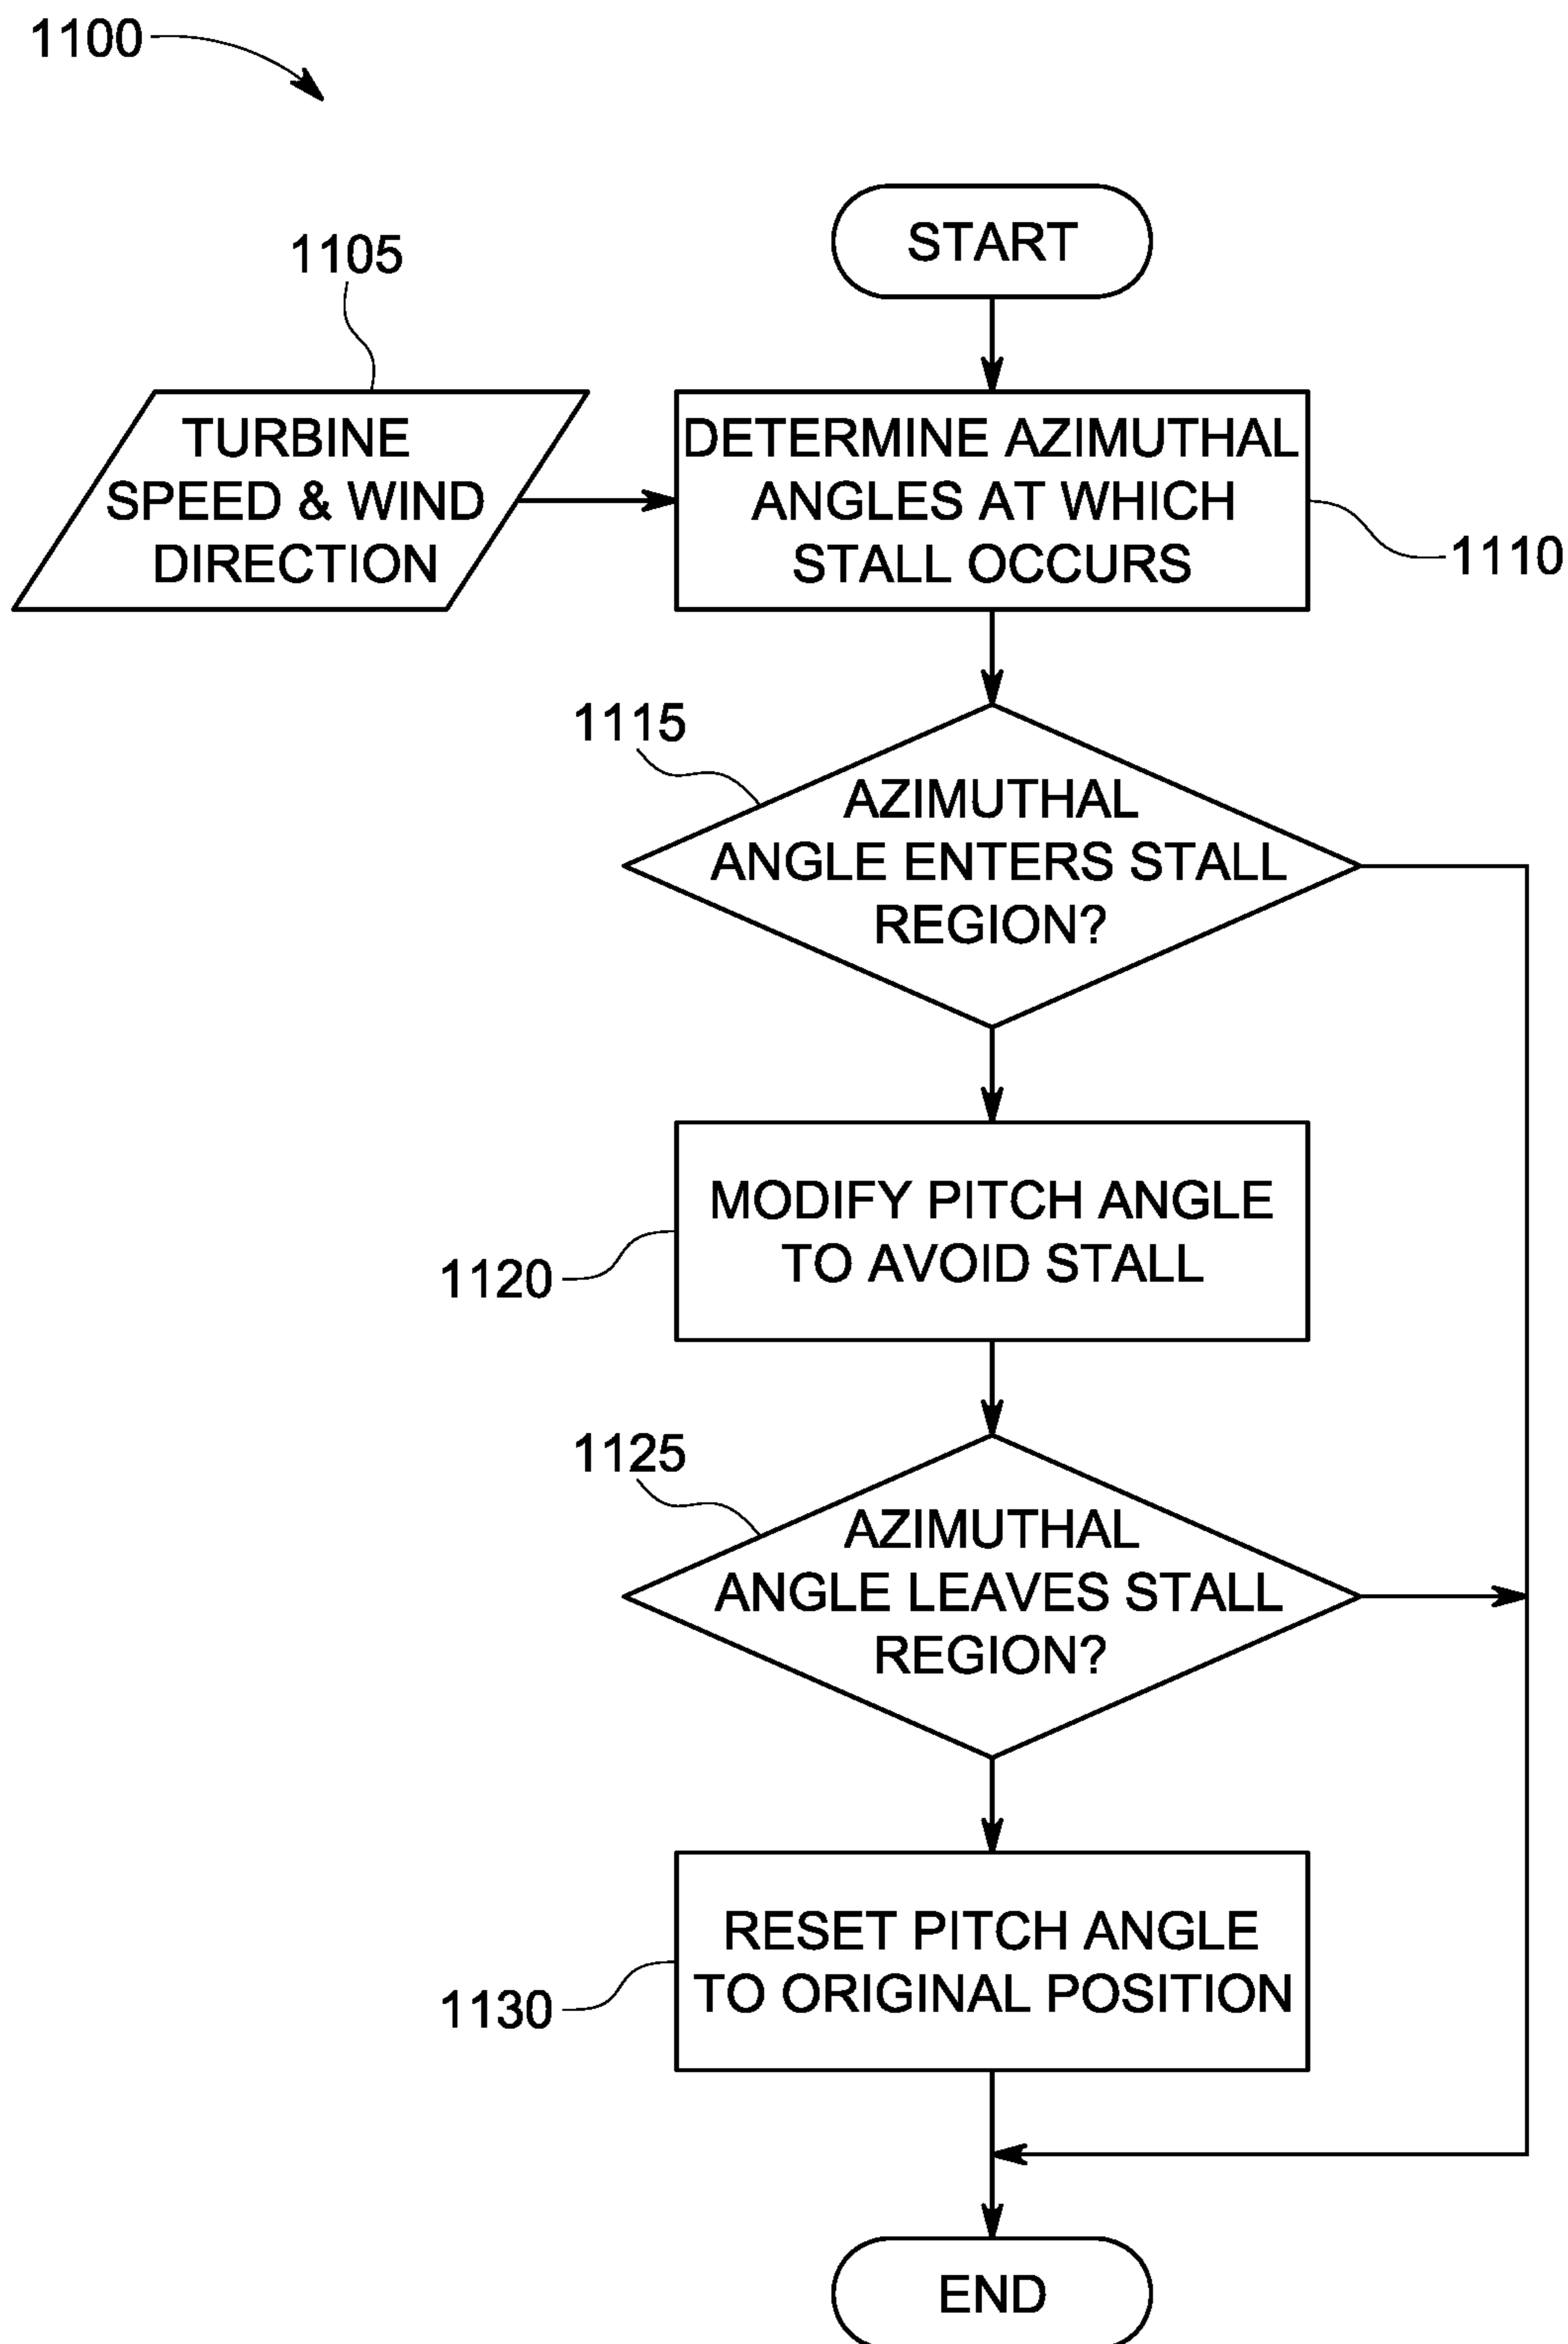 1100
START
1105
TURBINE
SPEED & WIND
DIRECTION
DETERMINE AZIMUTHAL
ANGLES AT WHICH
STALL OCCURS
1110
1115
AZIMUTHAL
ANGLE ENTERS STALL
REGION?
MODIFY PITCH ANGLE
TO AVOID STALL
1120
1125
AZIMUTHAL
ANGLE LEAVES STALL
REGION?
RESET PITCH ANGLE
TO ORIGINAL POSITION
1130
END